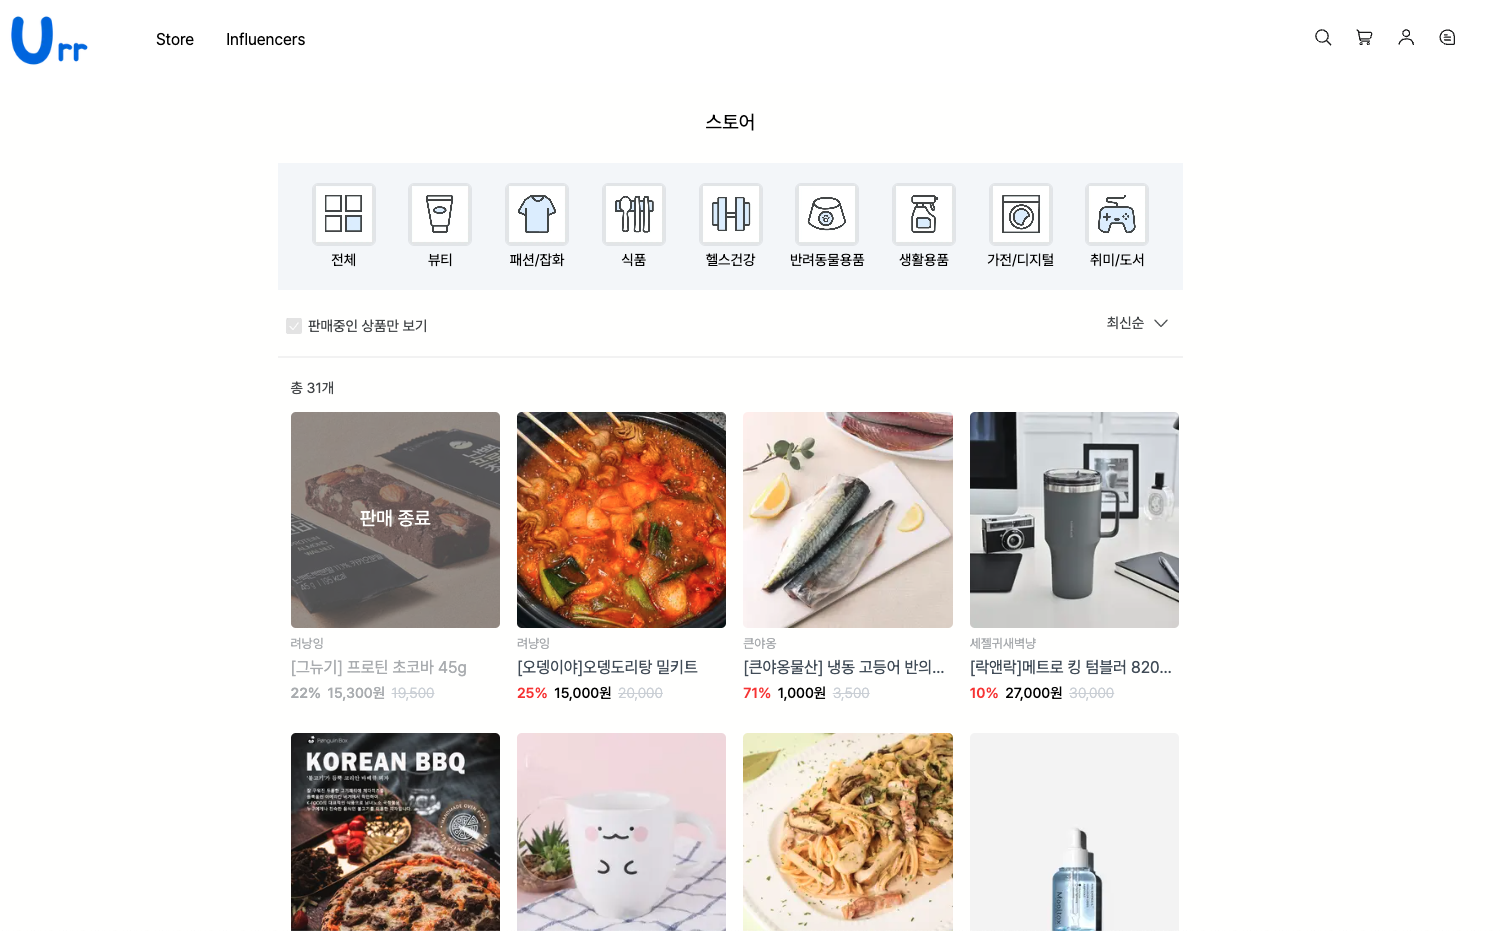 Urr
Store
Influencers
스토어
전체
뷰티
패션/잡화
식품
헬스건강
반려동물용품
생활용품
가전/디지털
취미/도서
판매중인 상품만 보기
최신순
총 31개
판매 종료
려낭잉
[그뉴기] 프로틴 초코바 45g
22% 15,300원 19,500
려냥잉
[오뎅이야]오뎅도리탕 밀키트
25% 15,000원 20,000
큰야옹
[큰야옹물산] 냉동 고등어 반의...
71% 1,000원 3,500
세젤귀새벽냥
[락앤락]메트로 킹 텀블러 820...
10% 27,000원 30,000
KOREAN BBQ